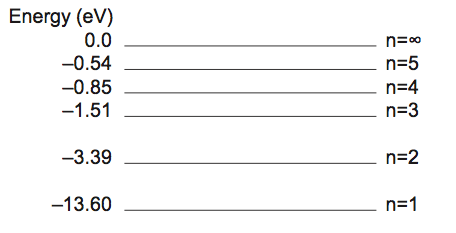 Energy (eV)
0.0 n=∞
–0.54 n=5
–0.85 n=4
–1.51 n=3
–3.39 n=2
–13.60 n=1